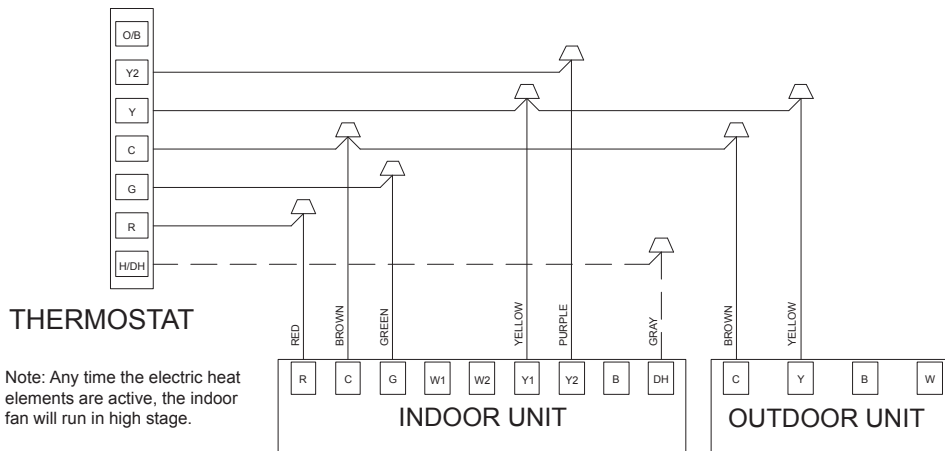 O/B
Y2
Y
C
G
R
H/DH
THERMOSTAT
Note: Any time the electric heat
elements are active, the indoor
fan will run in high stage.
RED
BROWN
GREEN
YELLOW
PURPLE
GRAY
BROWN
YELLOW
R C G W1 W2 Y1 Y2 B DH
INDOOR UNIT
C Y B W
OUTDOOR UNIT